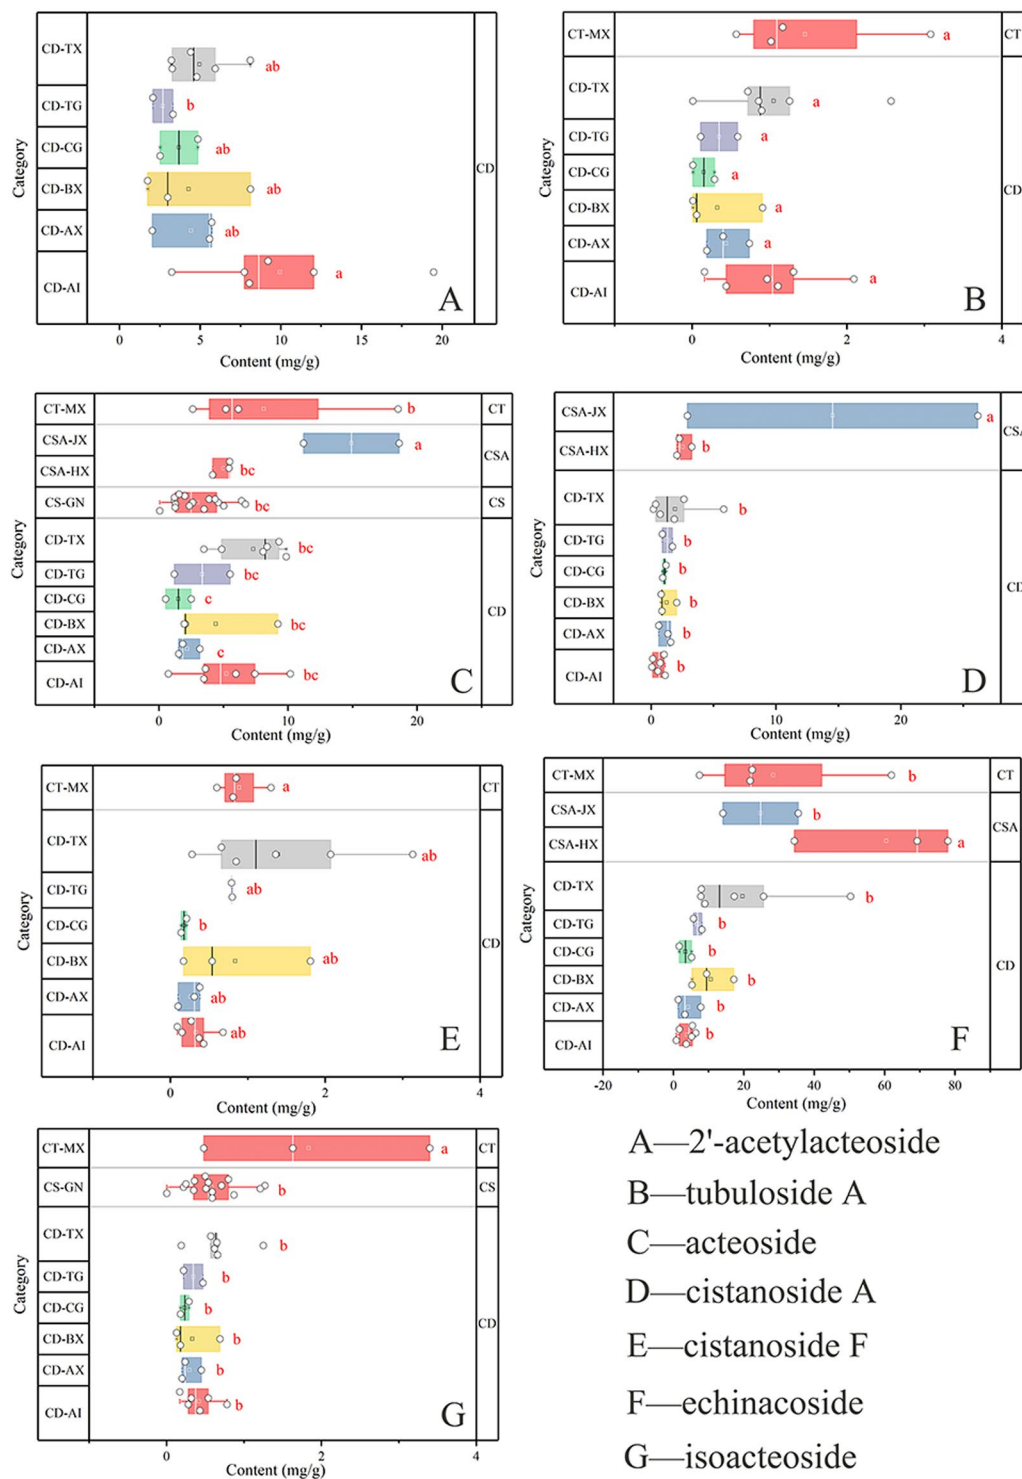 CD-TX
ab
CD-TG
b
CD-CG
ab
CD-BX
ab
CD-AX
ab
CD-AI
a
CD
Category
A
0 5 10 15 20
Content (mg/g)
CT-MX
a
CT
CD-TX
a
CD-TG
a
CD-CG
a
CD-BX
a
CD-AX
a
CD-AI
a
CD
Category
B
0 2 4
Content (mg/g)
CT-MX
b
CT
CSA-JX
a
CSA-HX
bc
CSA
CS-GN
bc
CS
CD-TX
bc
CD-TG
bc
CD-CG
c
CD-BX
bc
CD-AX
c
CD-AI
bc
CD
Category
C
0 10 20
Content (mg/g)
CSA-JX
a
CSA-HX
b
CSA
CD-TX
b
CD-TG
b
CD-CG
b
CD-BX
b
CD-AX
b
CD-AI
b
CD
Category
D
0 10 20
Content (mg/g)
CT-MX
a
CT
CD-TX
ab
CD-TG
ab
CD-CG
b
CD-BX
ab
CD-AX
ab
CD-AI
ab
CD
Category
E
0 2 4
Content (mg/g)
CT-MX
b
CT
CSA-JX
b
CSA-HX
a
CSA
CD-TX
b
CD-TG
b
CD-CG
b
CD-BX
b
CD-AX
b
CD-AI
b
CD
Category
F
-20 0 20 40 60 80
Content (mg/g)
CT-MX
a
CT
CS-GN
b
CS
CD-TX
b
CD-TG
b
CD-CG
b
CD-BX
b
CD-AX
b
CD-AI
b
CD
Category
G
0 2 4
Content (mg/g)
A—2'-acetylacteoside
B—tubuloside A
C—acteoside
D—cistanoside A
E—cistanoside F
F—echinacoside
G—isoacteoside